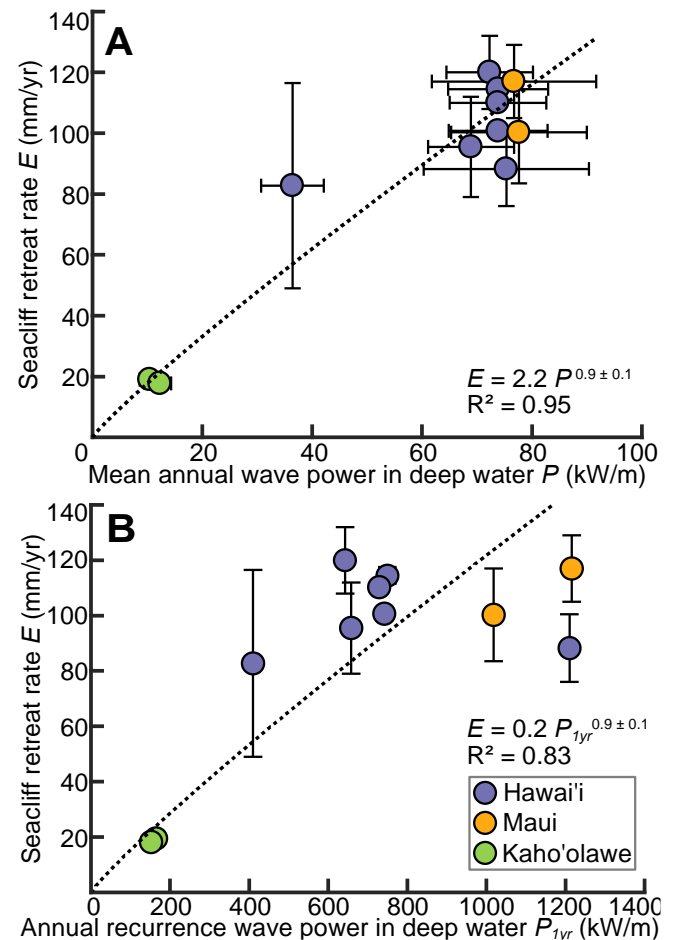 A
140
120
100
80
60
40
20
0 20 40 60 80 100
Seacliff retreat rate E (mm/yr)
E = 2.2 P^0.9 ± 0.1
R² = 0.95
Mean annual wave power in deep water P (kW/m)
B
140
120
100
80
60
40
20
0 200 400 600 800 1000 1200 1400
Seacliff retreat rate E (mm/yr)
E = 0.2 P_1yr^0.9 ± 0.1
R² = 0.83
Hawai'i
Maui
Kaho'olawe
Annual recurrence wave power in deep water P_1yr (kW/m)